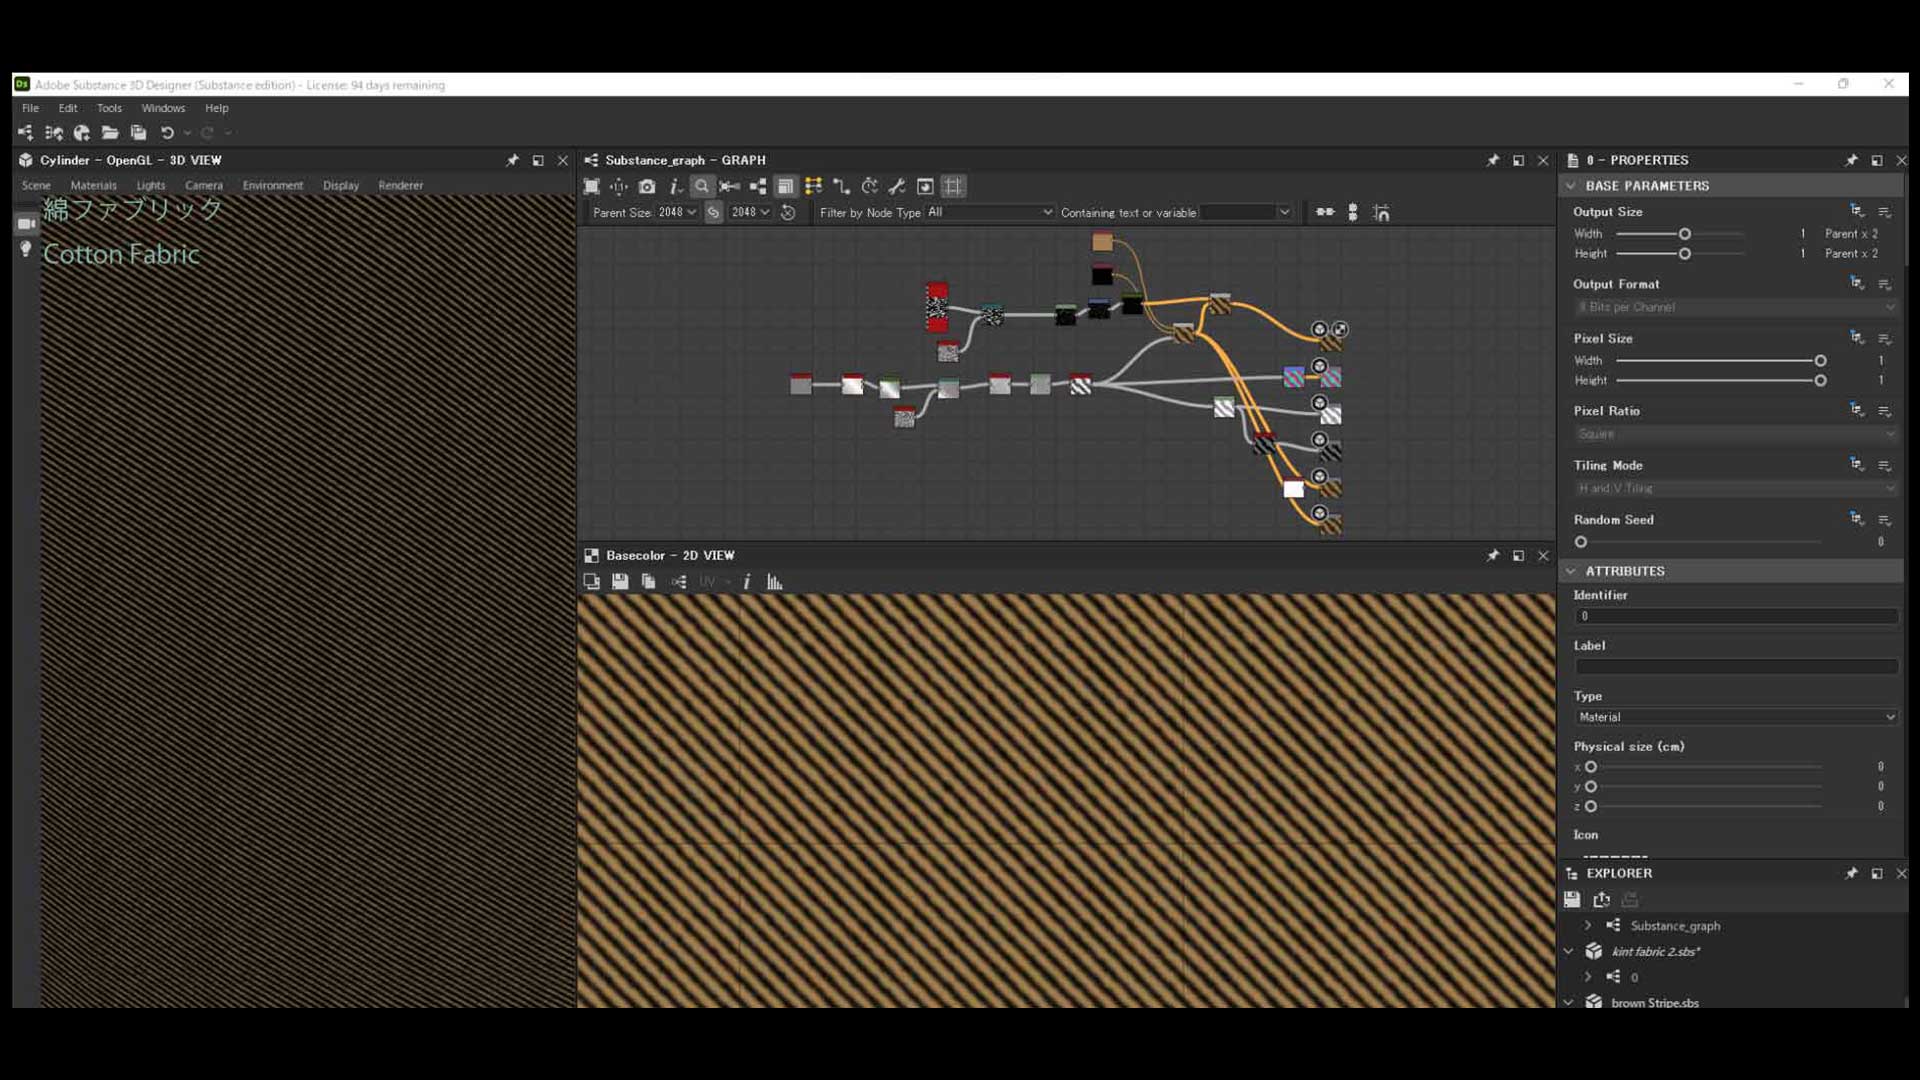 Adobe Substance 3D Designer (Substance edition) - License: 94 days remaining
File Edit Tools Windows Help
Cylinder - OpenGL - 3D VIEW
Scene Materials Lights Camera Environment Display Renderer
綿ファブリック
Cotton Fabric
Substance_graph - GRAPH
Parent Size: 2048 2048 Filter by Node Type All Containing text or variable
Basecolor - 2D VIEW
UV
0 - PROPERTIES
BASE PARAMETERS
Output Size
Width 1 Parent x 2
Height 1 Parent x 2
Output Format
8 Bits per Channel
Pixel Size
Width 1
Height 1
Pixel Ratio
Square
Tiling Mode
H and V Tiling
Random Seed
0
ATTRIBUTES
Identifier
0
Label
Type
Material
Physical size (cm)
x 0
y 0
z 0
Icon
EXPLORER
Substance_graph
kint fabric 2.sbs*
0
brown Stripe.sbs